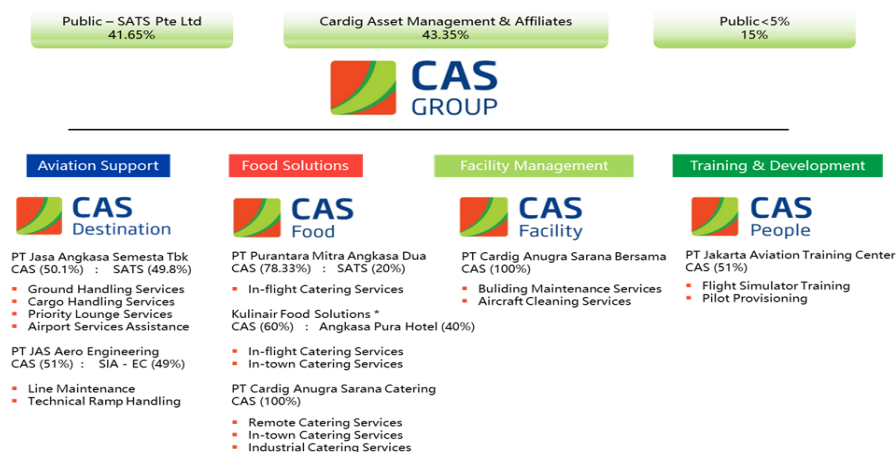 Public – SATS Pte Ltd
41.65%
Cardig Asset Management & Affiliates
43.35%
Public<5%
15%
CAS
GROUP
Aviation Support
CAS
Destination
PT Jasa Angkasa Semesta Tbk
CAS (50.1%) : SATS (49.8%)
Ground Handling Services
Cargo Handling Services
Priority Lounge Services
Airport Services Assistance
PT JAS Aero Engineering
CAS (51%) : SIA - EC (49%)
Line Maintenance
Technical Ramp Handling
Food Solutions
CAS
Food
PT Purantara Mitra Angkasa Dua
CAS (78.33%) : SATS (20%)
In-flight Catering Services
Kulinair Food Solutions *
CAS (60%) : Angkasa Pura Hotel (40%)
In-flight Catering Services
In-town Catering Services
PT Cardig Anugra Sarana Catering
CAS (100%)
Remote Catering Services
In-town Catering Services
Industrial Catering Services
Facility Management
CAS
Facility
PT Cardig Anugra Sarana Bersama
CAS (100%)
Buliding Maintenance Services
Aircraft Cleaning Services
Training & Development
CAS
People
PT Jakarta Aviation Training Center
CAS (51%)
Flight Simulator Training
Pilot Provisioning